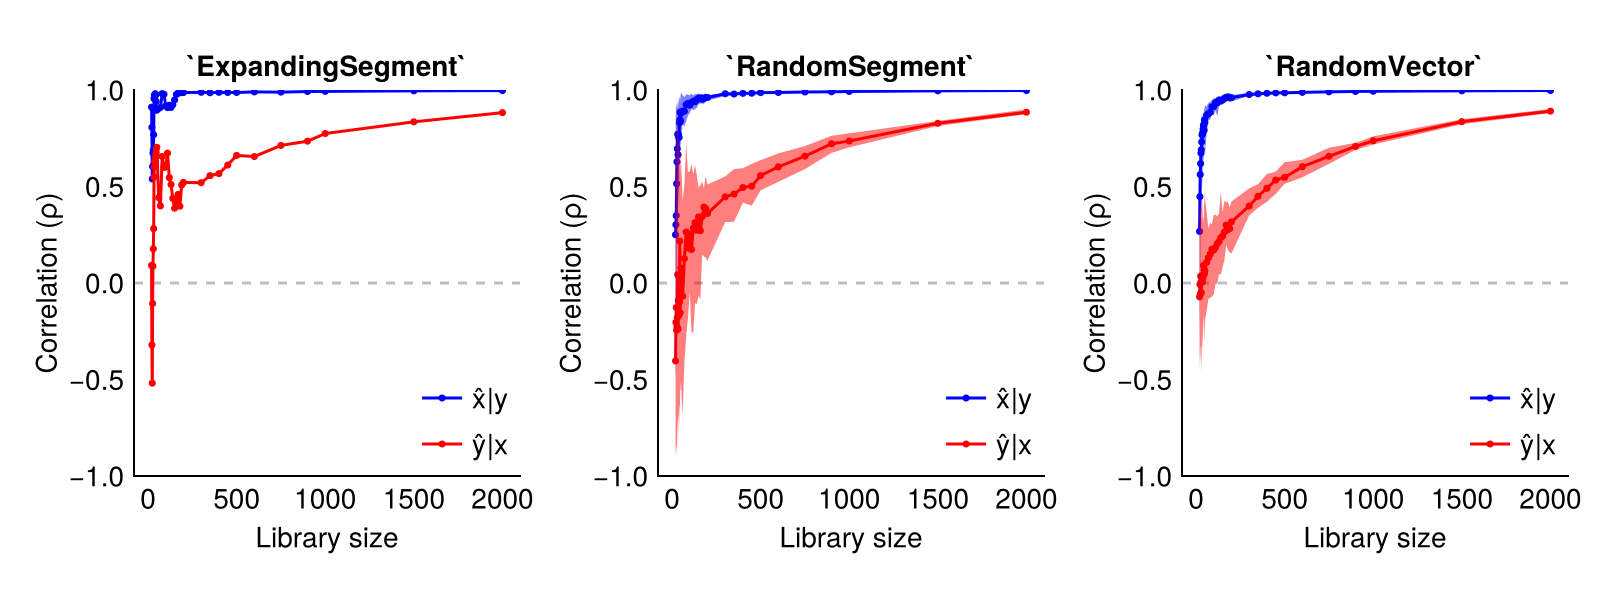 `ExpandingSegment`
1.0
0.5
0.0
−0.5
−1.0
Correlation (ρ)
x̂|y
ŷ|x
0 500 1000 1500 2000
Library size
`RandomSegment`
1.0
0.5
0.0
−0.5
−1.0
Correlation (ρ)
x̂|y
ŷ|x
0 500 1000 1500 2000
Library size
`RandomVector`
1.0
0.5
0.0
−0.5
−1.0
Correlation (ρ)
x̂|y
ŷ|x
0 500 1000 1500 2000
Library size